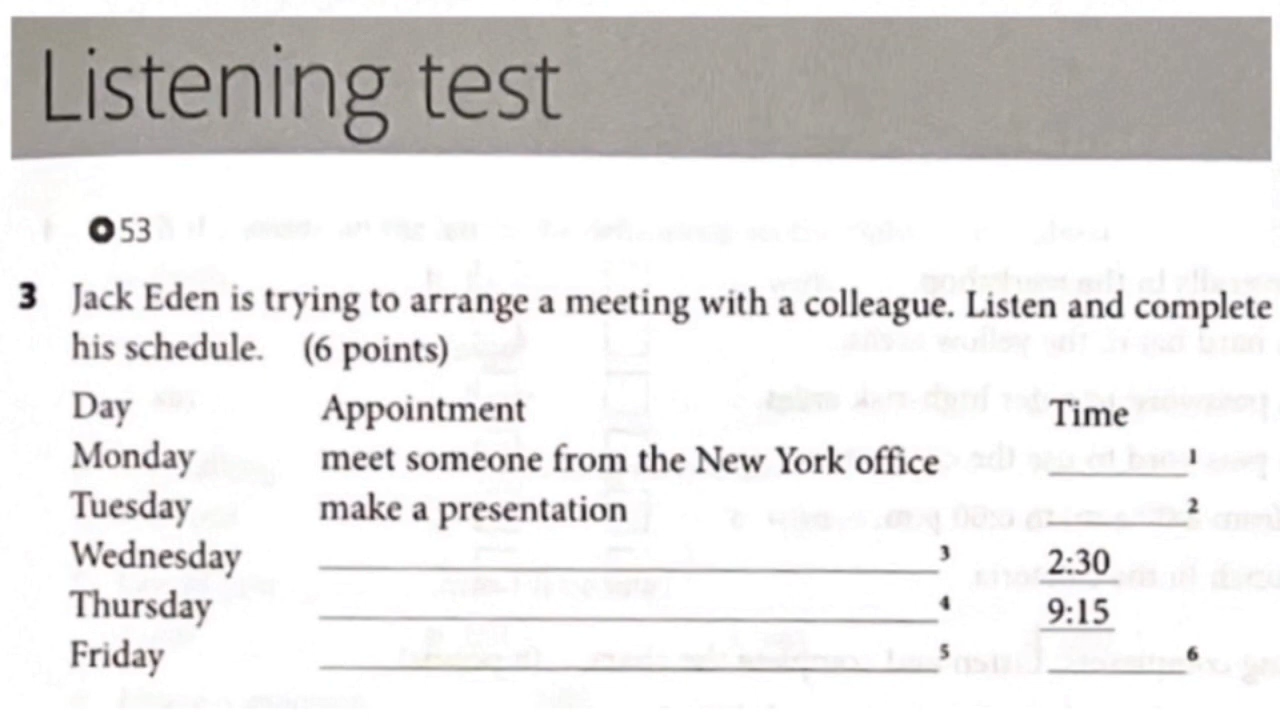 Listening test
53
3 Jack Eden is trying to arrange a meeting with a colleague. Listen and complete
his schedule. (6 points)
Day Appointment Time
Monday meet someone from the New York office 1
Tuesday make a presentation 2
Wednesday 3 2:30
Thursday 4 9:15
Friday 5 6